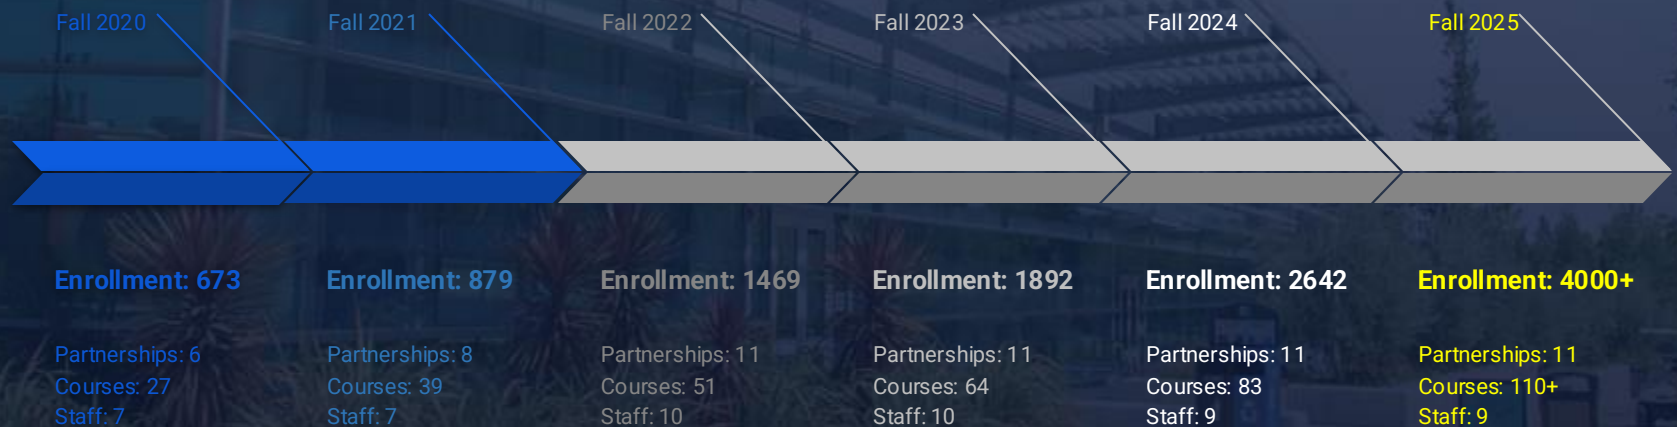 Fall 2020
Fall 2021
Fall 2022
Fall 2023
Fall 2024
Fall 2025
Enrollment: 673
Enrollment: 879
Enrollment: 1469
Enrollment: 1892
Enrollment: 2642
Enrollment: 4000+
Partnerships: 6
Partnerships: 8
Partnerships: 11
Partnerships: 11
Partnerships: 11
Partnerships: 11
Courses: 27
Courses: 39
Courses: 51
Courses: 64
Courses: 83
Courses: 110+
Staff: 7
Staff: 7
Staff: 10
Staff: 10
Staff: 9
Staff: 9